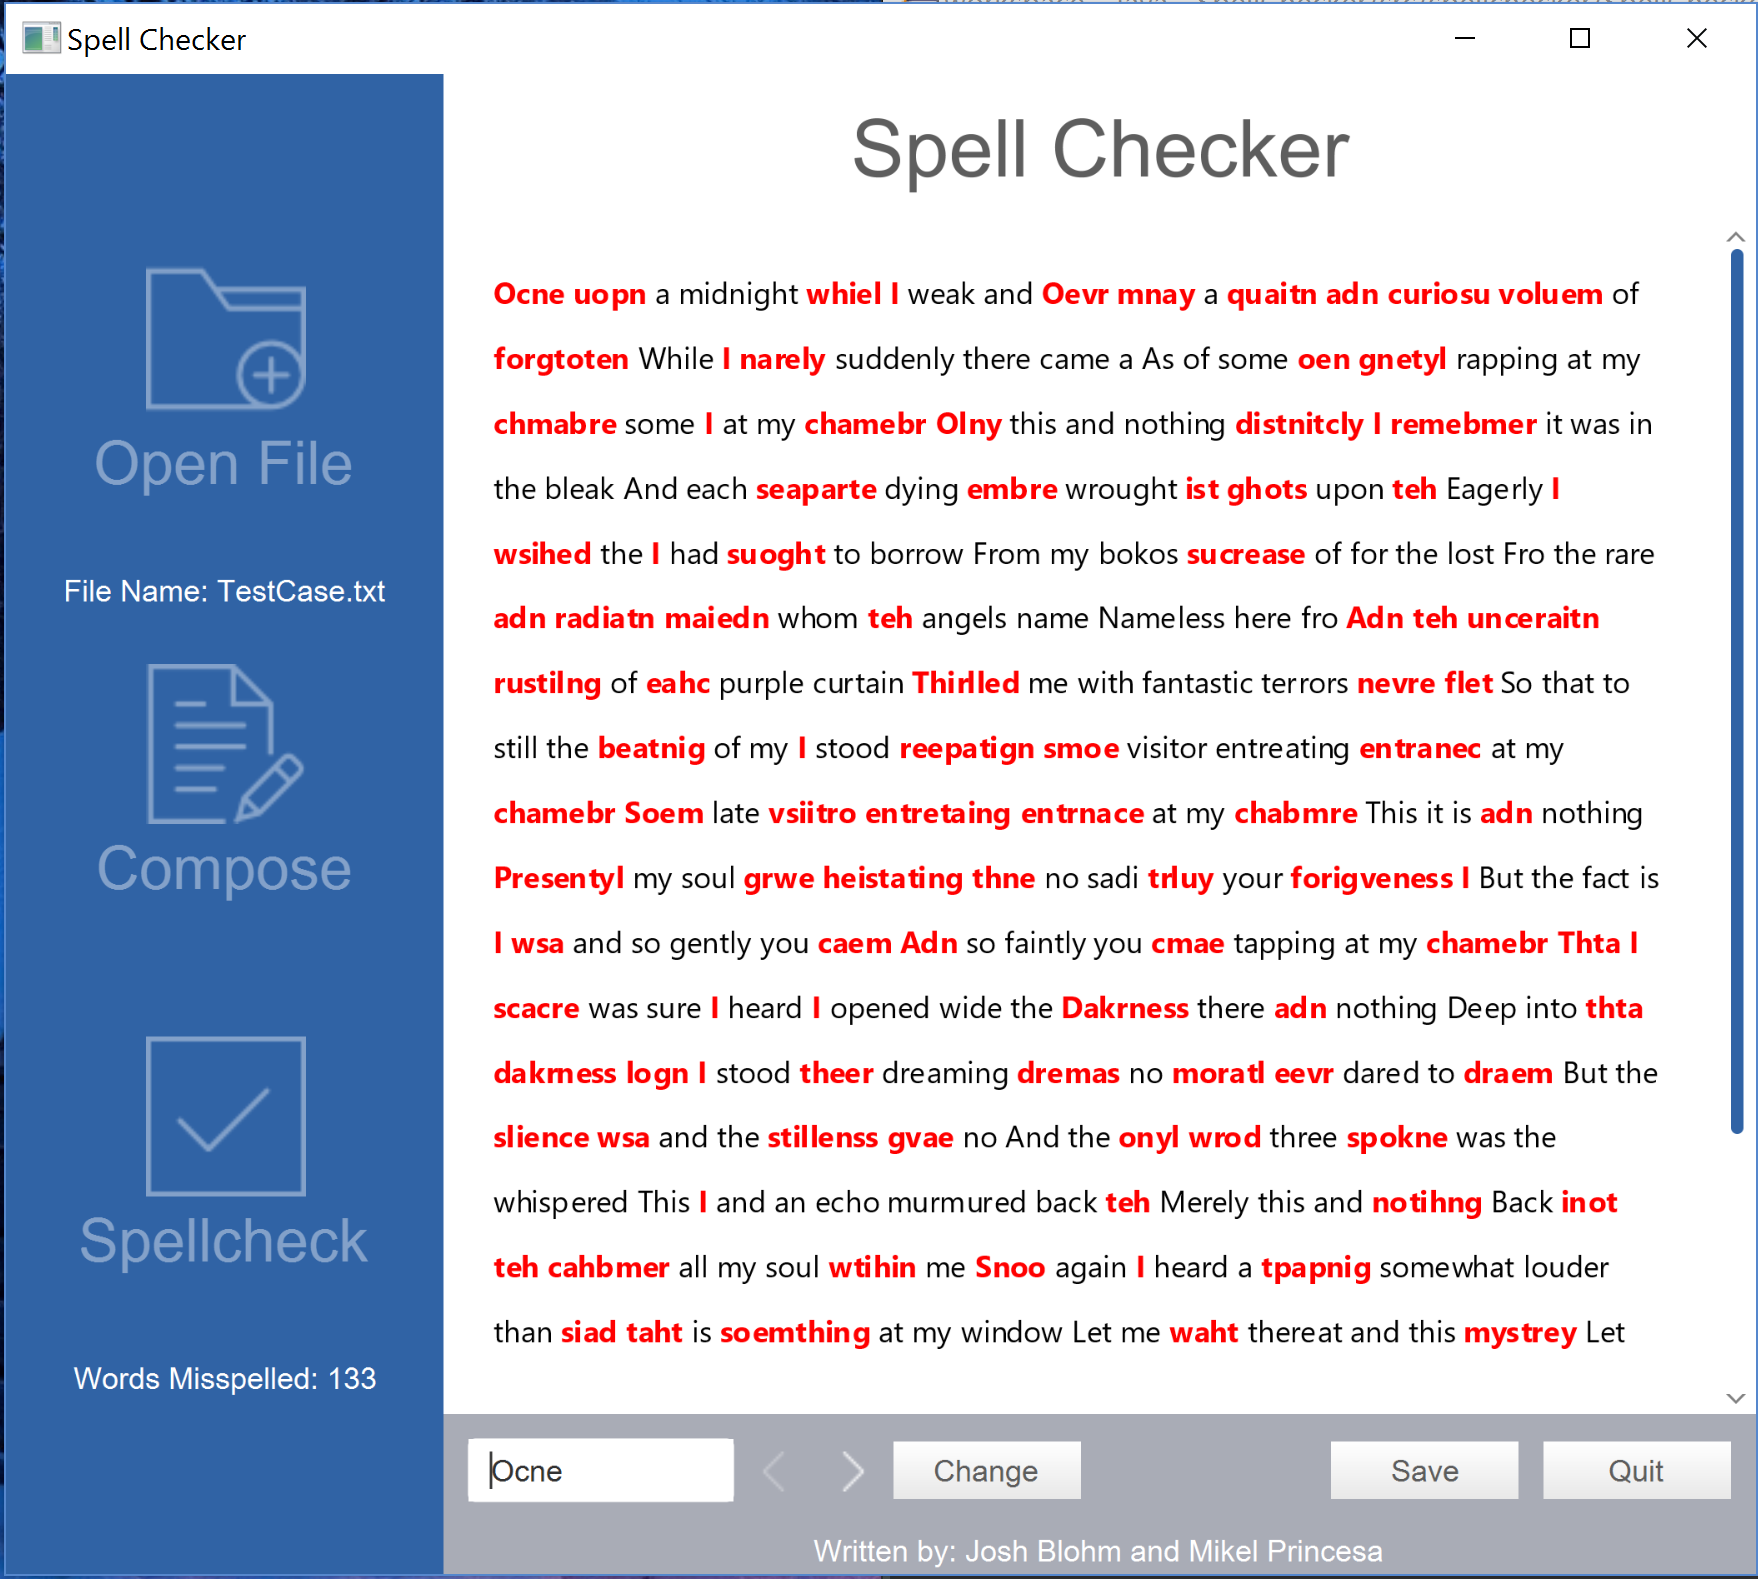 Spell Checker
Spell Checker
Open File
File Name: TestCase.txt
Compose
Spellcheck
Words Misspelled: 133
Ocne uopn a midnight whiel I weak and Oevr mnay a quaitn adn curiosu voluem of
forgtoten While I narely suddenly there came a As of some oen gnetyl rapping at my
chmabre some I at my chamebr Olny this and nothing distnitcly I remebmer it was in
the bleak And each seaparte dying embre wrought ist ghots upon teh Eagerly I
wsihed the I had suoght to borrow From my bokos sucrease of for the lost Fro the rare
adn radiatn maiedn whom teh angels name Nameless here fro Adn teh unceraitn
rustilng of eahc purple curtain Thirlled me with fantastic terrors nevre flet So that to
still the beatnig of my I stood reepatign smoe visitor entreating entranec at my
chamebr Soem late vsiitro entretaing entrnace at my chabmre This it is adn nothing
Presentyl my soul grwe heistating thne no sadi trluy your forigveness I But the fact is
I wsa and so gently you caem Adn so faintly you cmae tapping at my chamebr Thta I
scacre was sure I heard I opened wide the Dakrness there adn nothing Deep into thta
dakrness logn I stood theer dreaming dremas no moratl eevr dared to draem But the
slience wsa and the stillenss gvae no And the onyl wrod three spokne was the
whispered This I and an echo murmured back teh Merely this and notihng Back inot
teh cahbmer all my soul wtihin me Snoo again I heard a tpapnig somewhat louder
than siad taht is soemthing at my window Let me waht thereat and this mystrey Let
Ocne
Change
Save
Quit
Written by: Josh Blohm and Mikel Princesa